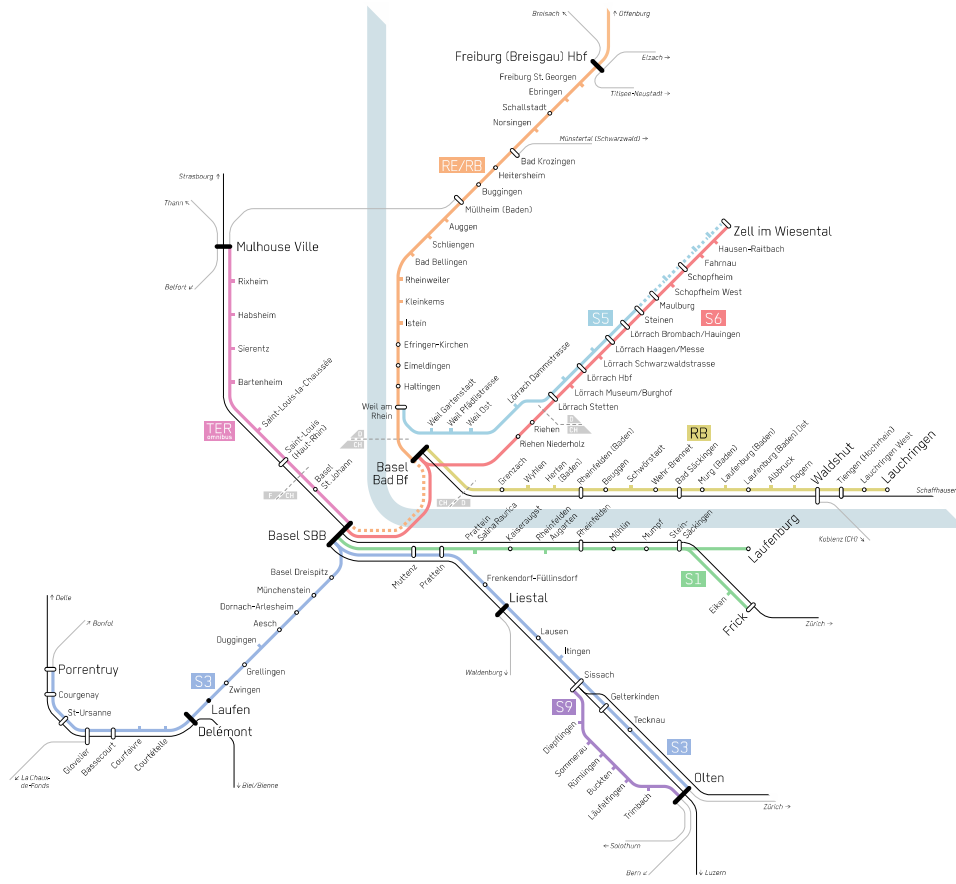 Breisach ↖
↑ Offenburg
Freiburg (Breisgau) Hbf
Elzach →
Freiburg St. Georgen
Ebringen
Titisee-Neustadt →
Schallstadt
Norsingen
Münstertal (Schwarzwald) →
Bad Krozingen
RE/RB
Heitersheim
Strasbourg ↑
Buggingen
Thann ↖
Müllheim (Baden)
Auggen
Zell im Wiesental
Mulhouse Ville
Schliengen
Hausen-Raitbach
Bad Bellingen
Fahrnau
Rixheim
Rheinweiler
Schopfheim
Belfort ↙
Schopfheim West
Kleinkems
Maulburg
Habsheim
S5
S6
Steinen
Istein
Lörrach Brombach/Hauingen
Sierentz
Efringen-Kirchen
Lörrach Haagen/Messe
Eimeldingen
Lörrach Schwarzwaldstrasse
Bartenheim
Lörrach Dammstrasse
Lörrach Hbf
Haltingen
Lörrach Museum/Burghof
Saint-Louis-la-Chaussée
Weil am
Rhein
Weil Gartenstadt
Weil Pfädlistrasse
Weil Ost
Lörrach Stetten
TER
omnibus
Saint-Louis
(Haut-Rhin)
D
CH
D
CH
Riehen
Riehen Niederholz
RB
Basel
Bad Bf
Basel
St. Johann
F
CH
CH
D
Grenzach
Wyhlen
Herten
(Baden)
Rheinfelden (Baden)
Beuggen
Schwörstadt
Wehr-Brennet
Bad Säckingen
Murg (Baden)
Laufenburg (Baden)
Laufenburg (Baden) Ost
Albbruck
Dogern
Waldshut
Tiengen (Hochrhein)
Lauchringen West
Lauchringen
Schaffhausen
Koblenz (CH) ↘
Basel SBB
Muttenz
Pratteln
Pratteln
Salina Raurica
Kaiseraugst
Rheinfelden
Augarten
Rheinfelden
Möhlin
Mumpf
Stein-
Säckingen
Laufenburg
S1
Eiken
Frick
Zürich →
Basel Dreispitz
Münchenstein
Frenkendorf-Füllinsdorf
↑ Delle
Dornach-Arlesheim
Liestal
↗ Bonfol
Aesch
Lausen
Duggingen
Itingen
Porrentruy
Grellingen
Waldenburg ↓
Sissach
S3
Zwingen
Courgenay
Gelterkinden
St-Ursanne
Laufen
S9
Tecknau
Delémont
Diepflingen
S3
Glovelier
Bassecourt
Courfaivre
Courtételle
Sommerau
Rümlingen
Buckten
Läufelfingen
Trimbach
Olten
↙ La Chaux-
de-Fonds
↓ Biel/Bienne
Zürich →
← Solothurn
Bern ↙
↓ Luzern